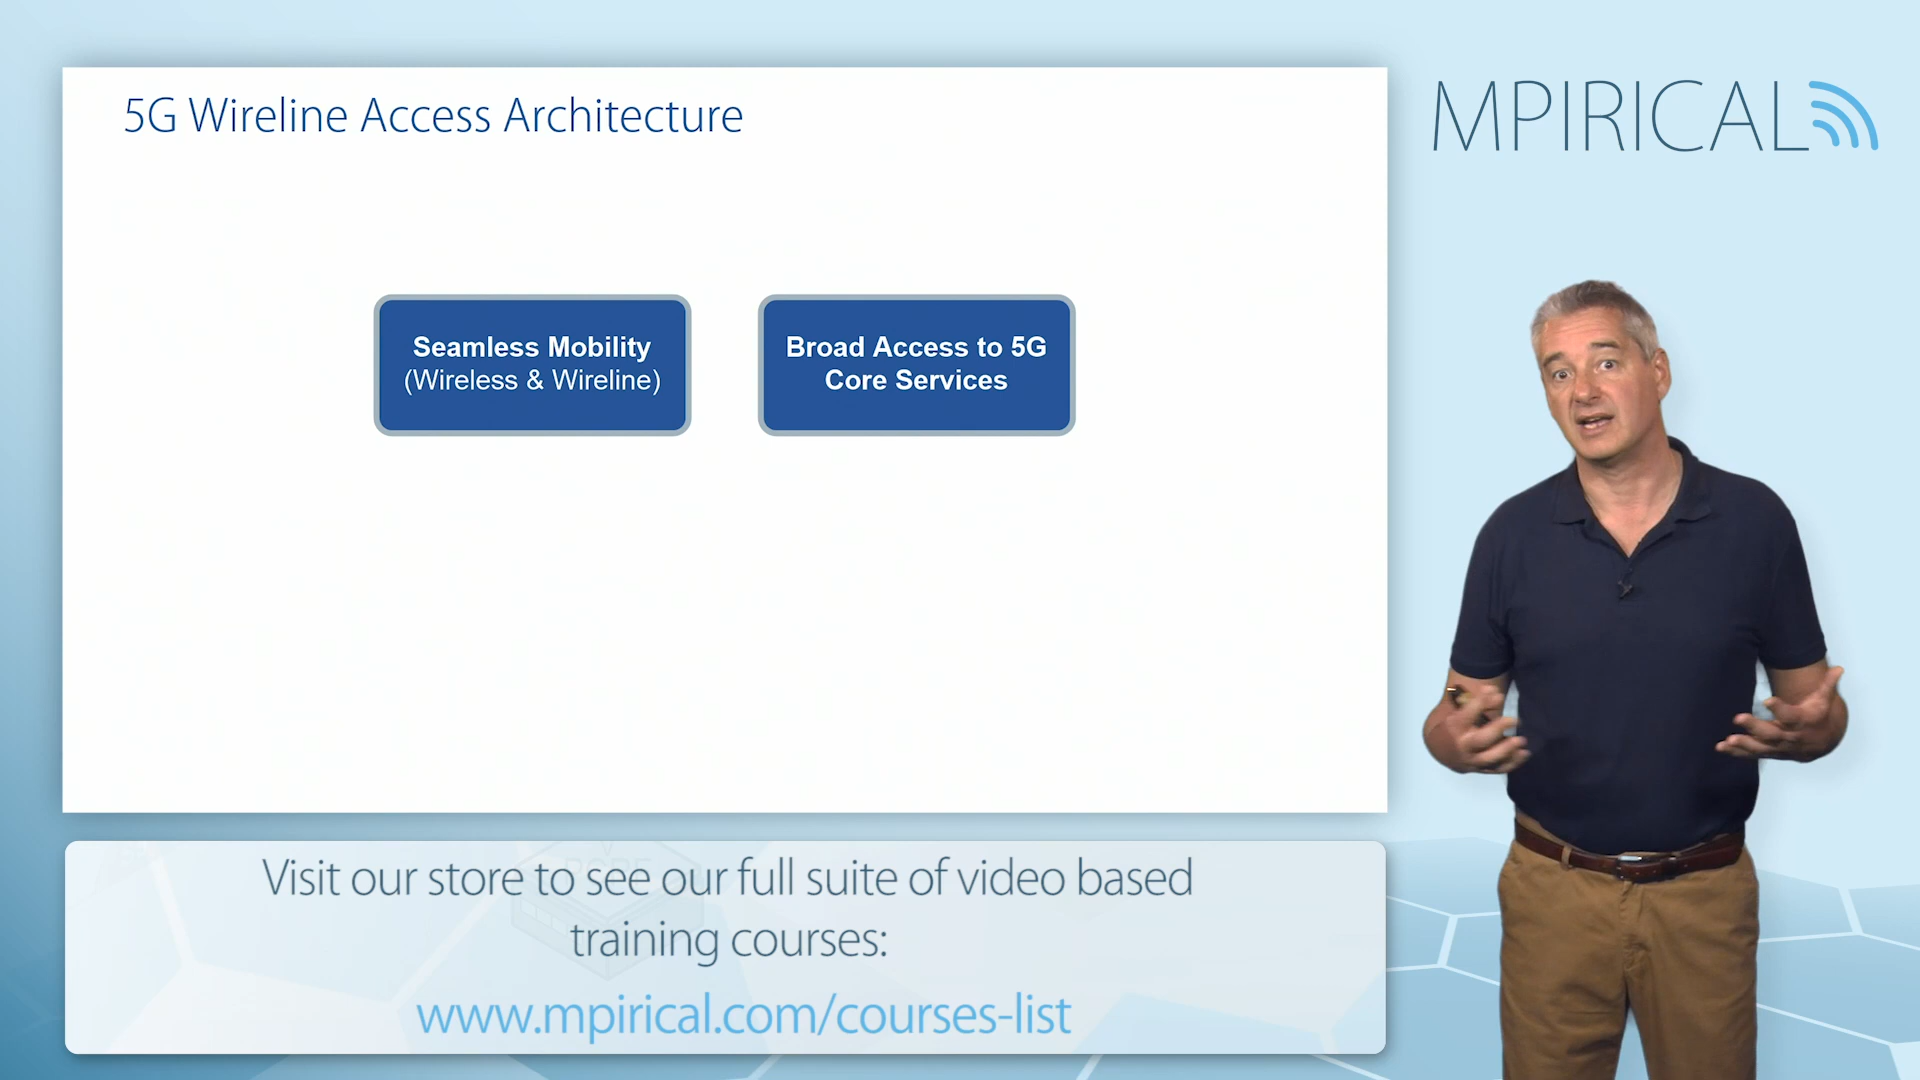 5G Wireline Access Architecture
MPIRICAL
Seamless Mobility
(Wireless & Wireline)
Broad Access to 5G
Core Services
Visit our store to see our full suite of video based
training courses:
www.mpirical.com/courses-list